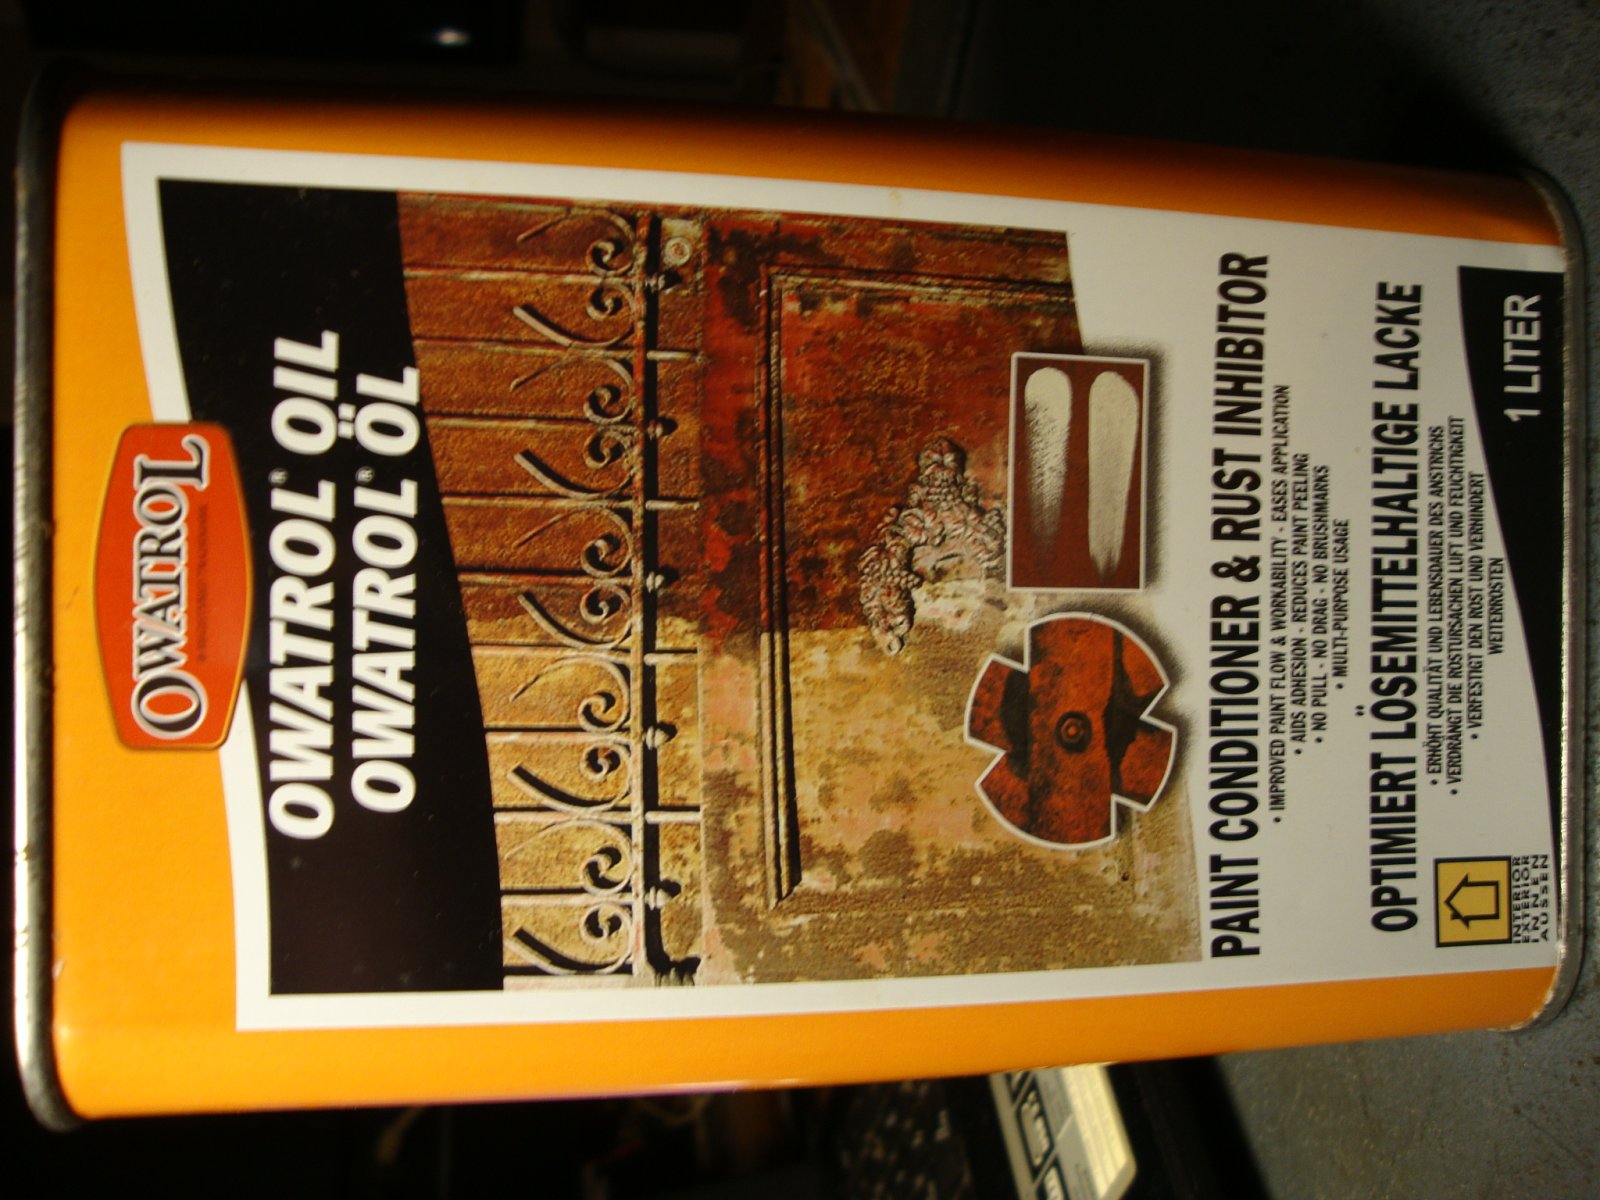 OWATROL
OWATROL® OIL
OWATROL® ÖL
PAINT CONDITIONER & RUST INHIBITOR
• IMPROVED PAINT FLOW & WORKABILITY - EASES APPLICATION
• AIDS ADHESION - REDUCES PAINT PEELING
• NO PULL - NO DRAG - NO BRUSHMARKS
• MULTI-PURPOSE USAGE
OPTIMIERT LÖSEMITTELHALTIGE LACKE
• ERHÖHT QUALITÄT UND LEBENSDAUER DES ANSTRICHS
• VERDRÄNGT DIE ROSTURSACHEN LUFT UND FEUCHTIGKEIT
• VERFESTIGT DEN ROST UND VERHINDERT
WEITERROSTEN
INTERIOR
EXTERIOR
INNEN
AUSSEN
1 LITER